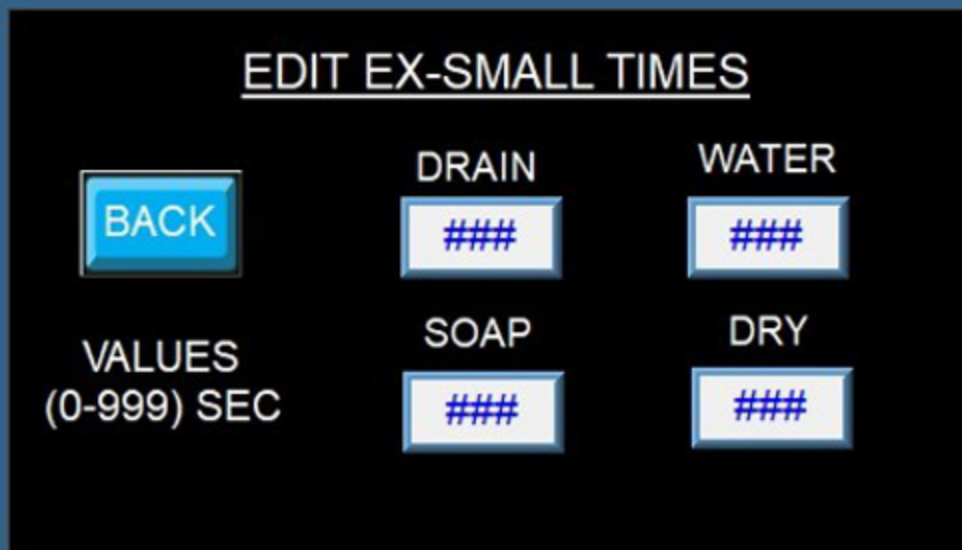 EDIT EX-SMALL TIMES
DRAIN
WATER
BACK
###
###
SOAP
DRY
VALUES
(0-999) SEC
###
###